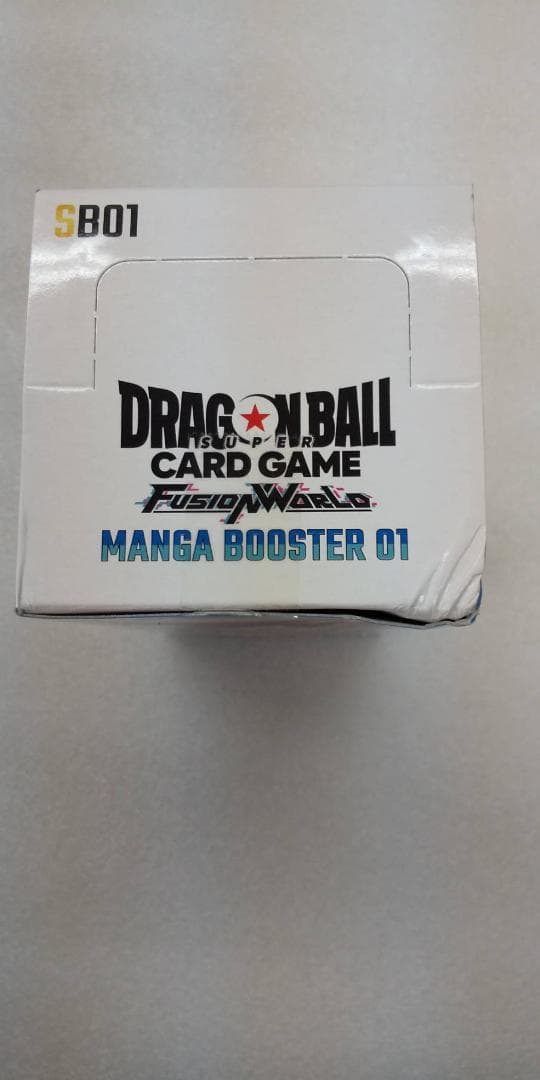 SB01
DRAGON BALL
SUPER
CARD GAME
FUSION WORLD
MANGA BOOSTER 01